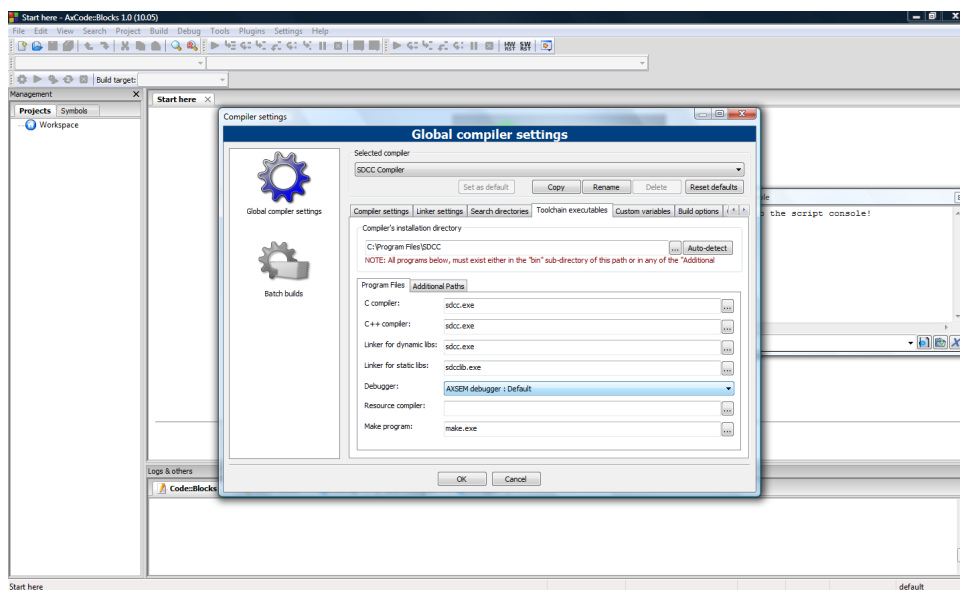 Start here - AxCode::Blocks 1.0 (10.05)
File Edit View Search Project Build Debug Tools Plugins Settings Help
HW RST SW RST
Build target:
Management
Projects Symbols
Workspace
Start here
Compiler settings
Global compiler settings
Global compiler settings
Batch builds
Selected compiler
SDCC Compiler
Set as default Copy Rename Delete Reset defaults
Compiler settings Linker settings Search directories Toolchain executables Custom variables Build options
Compiler's installation directory
C:\Program Files\SDCC ... Auto-detect
NOTE: All programs below, must exist either in the "bin" sub-directory of this path or in any of the "Additional
Program Files Additional Paths
C compiler: sdcc.exe ...
C++ compiler: sdcc.exe ...
Linker for dynamic libs: sdcc.exe ...
Linker for static libs: sdcclib.exe ...
Debugger: AXSEM debugger : Default
Resource compiler: ...
Make program: make.exe ...
OK Cancel
the script console!
Logs & others
Code::Blocks
Start here
default